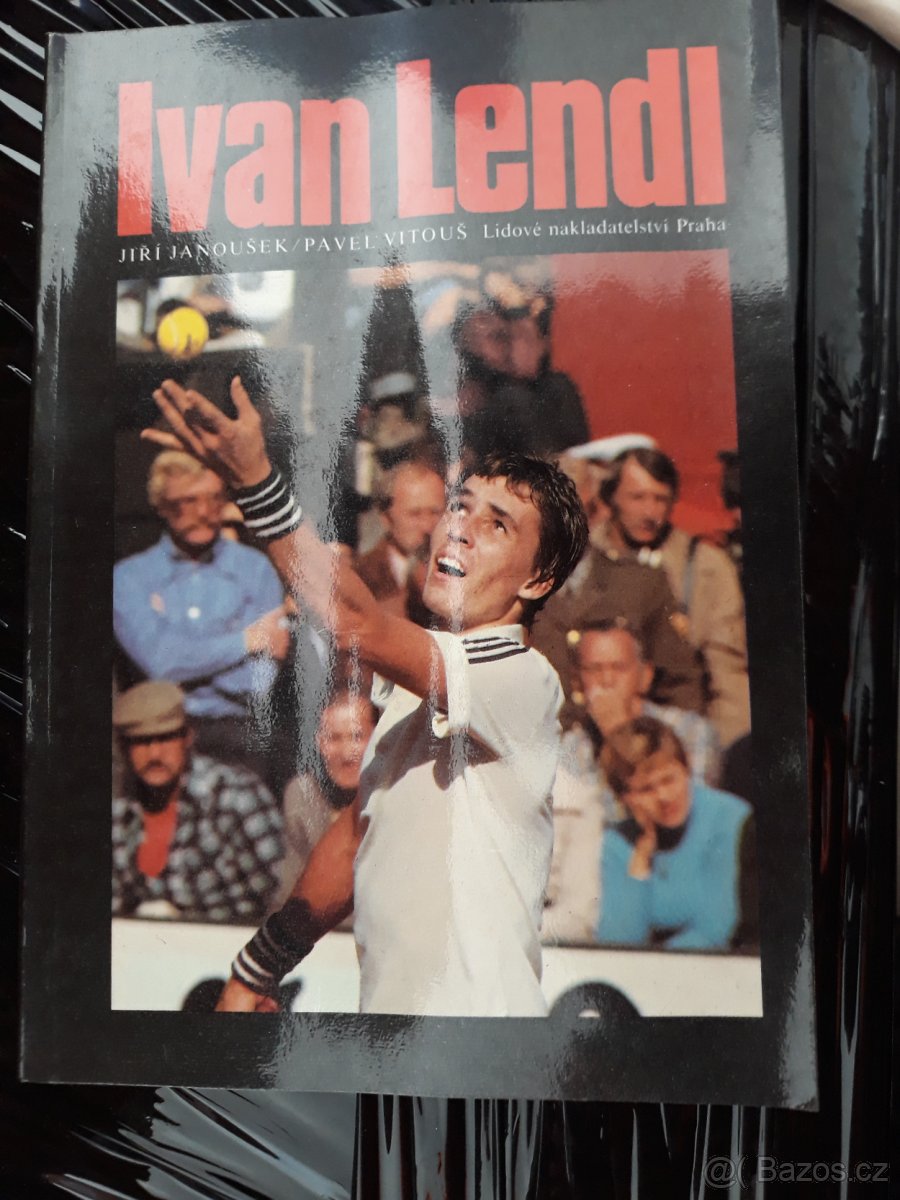 Ivan Lendl
JIŘÍ JANOUŠEK/PAVEL VITOUŠ Lidové nakladatelství Praha
@( Bazos.cz